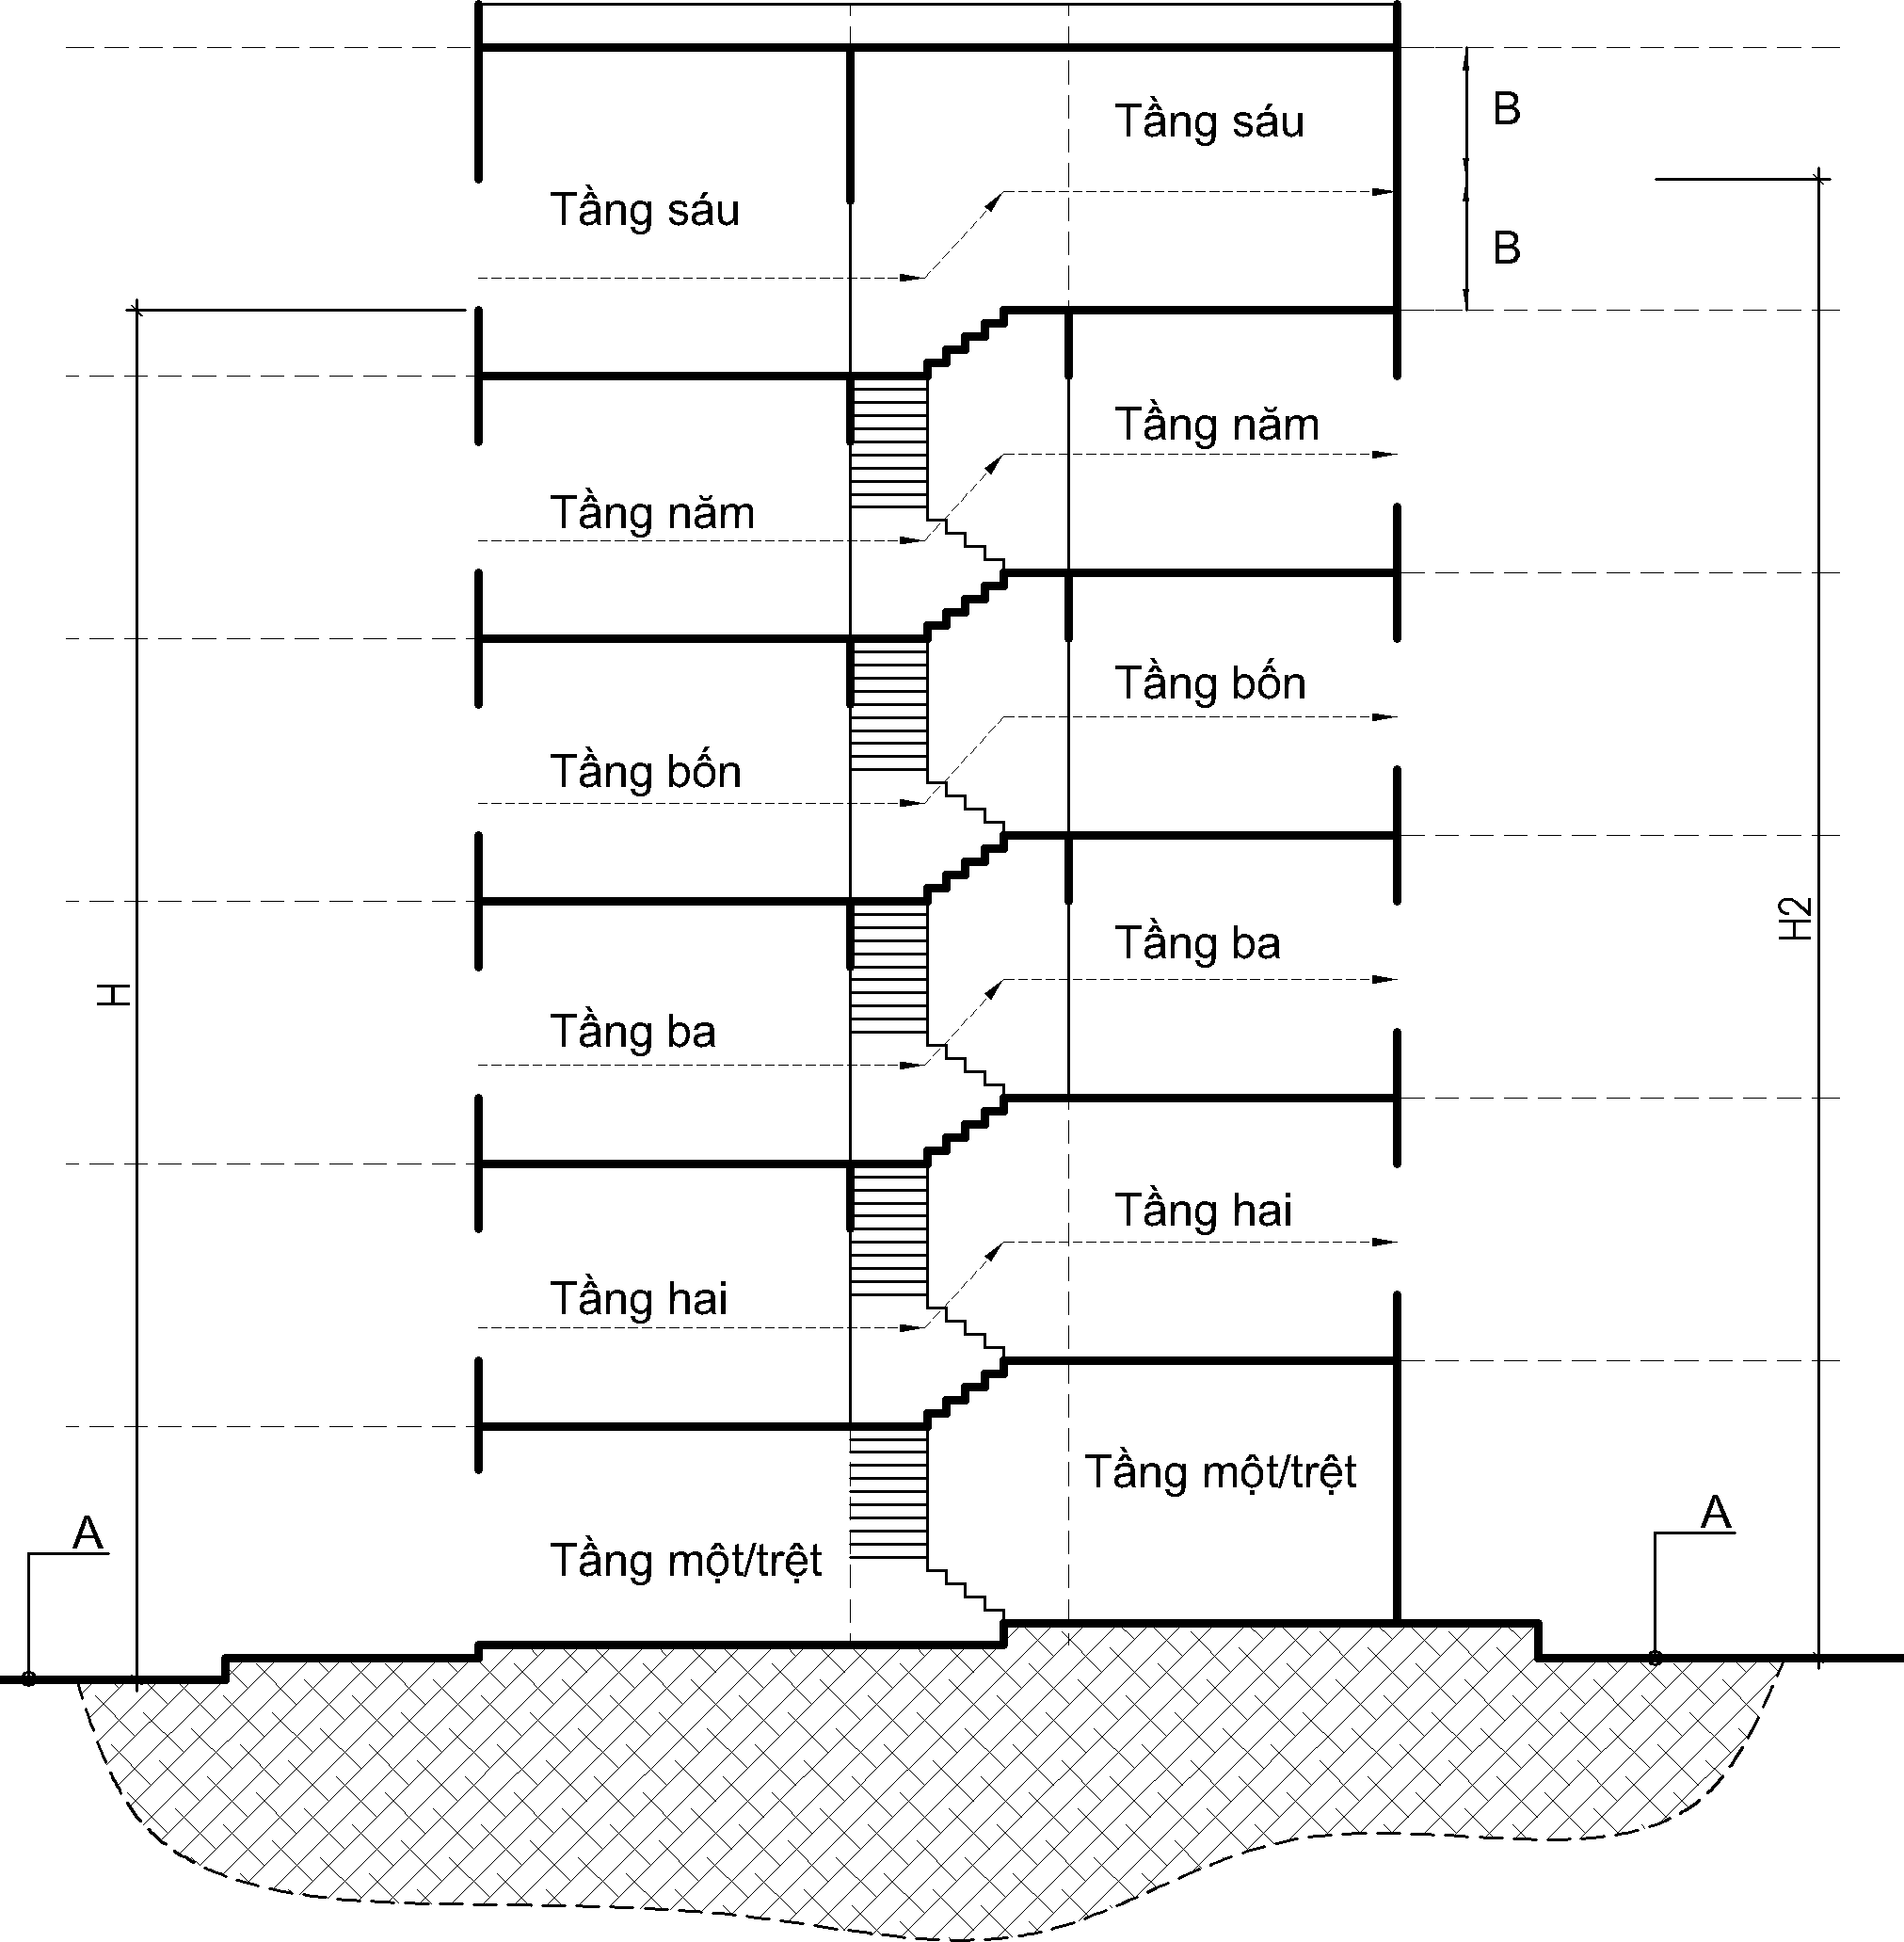 B
Tầng sáu
Tầng sáu
B
Tầng năm
Tầng năm
Tầng bốn
Tầng bốn
H2
Tầng ba
H
Tầng ba
Tầng hai
Tầng hai
Tầng một/trệt
A
A
Tầng một/trệt